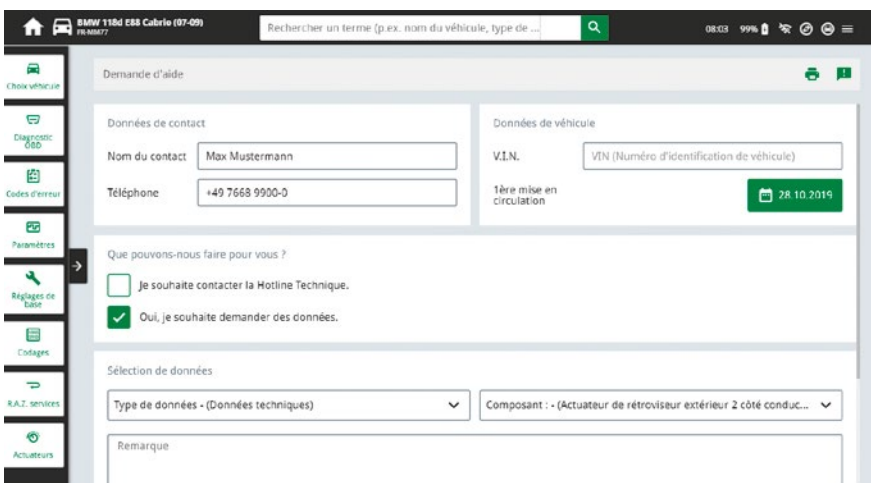 BMW 118d E88 Cabrio (07-09)
FR-MM77
Rechercher un terme (p.ex. nom du véhicule, type de ...
08:03 99%
Choix véhicule
Diagnostic
OBD
Codes d'erreur
Paramètres
Réglages de
base
Codages
R.A.Z. services
Actuateurs
Demande d'aide
Données de contact
Nom du contact Max Mustermann
Téléphone +49 7668 9900-0
Données de véhicule
V.I.N. VIN (Numéro d'identification de véhicule)
1ère mise en
circulation
28.10.2019
Que pouvons-nous faire pour vous ?
Je souhaite contacter la Hotline Technique.
Oui, je souhaite demander des données.
Sélection de données
Type de données - (Données techniques)
Composant : - (Actuateur de rétroviseur extérieur 2 côté conduc...
Remarque